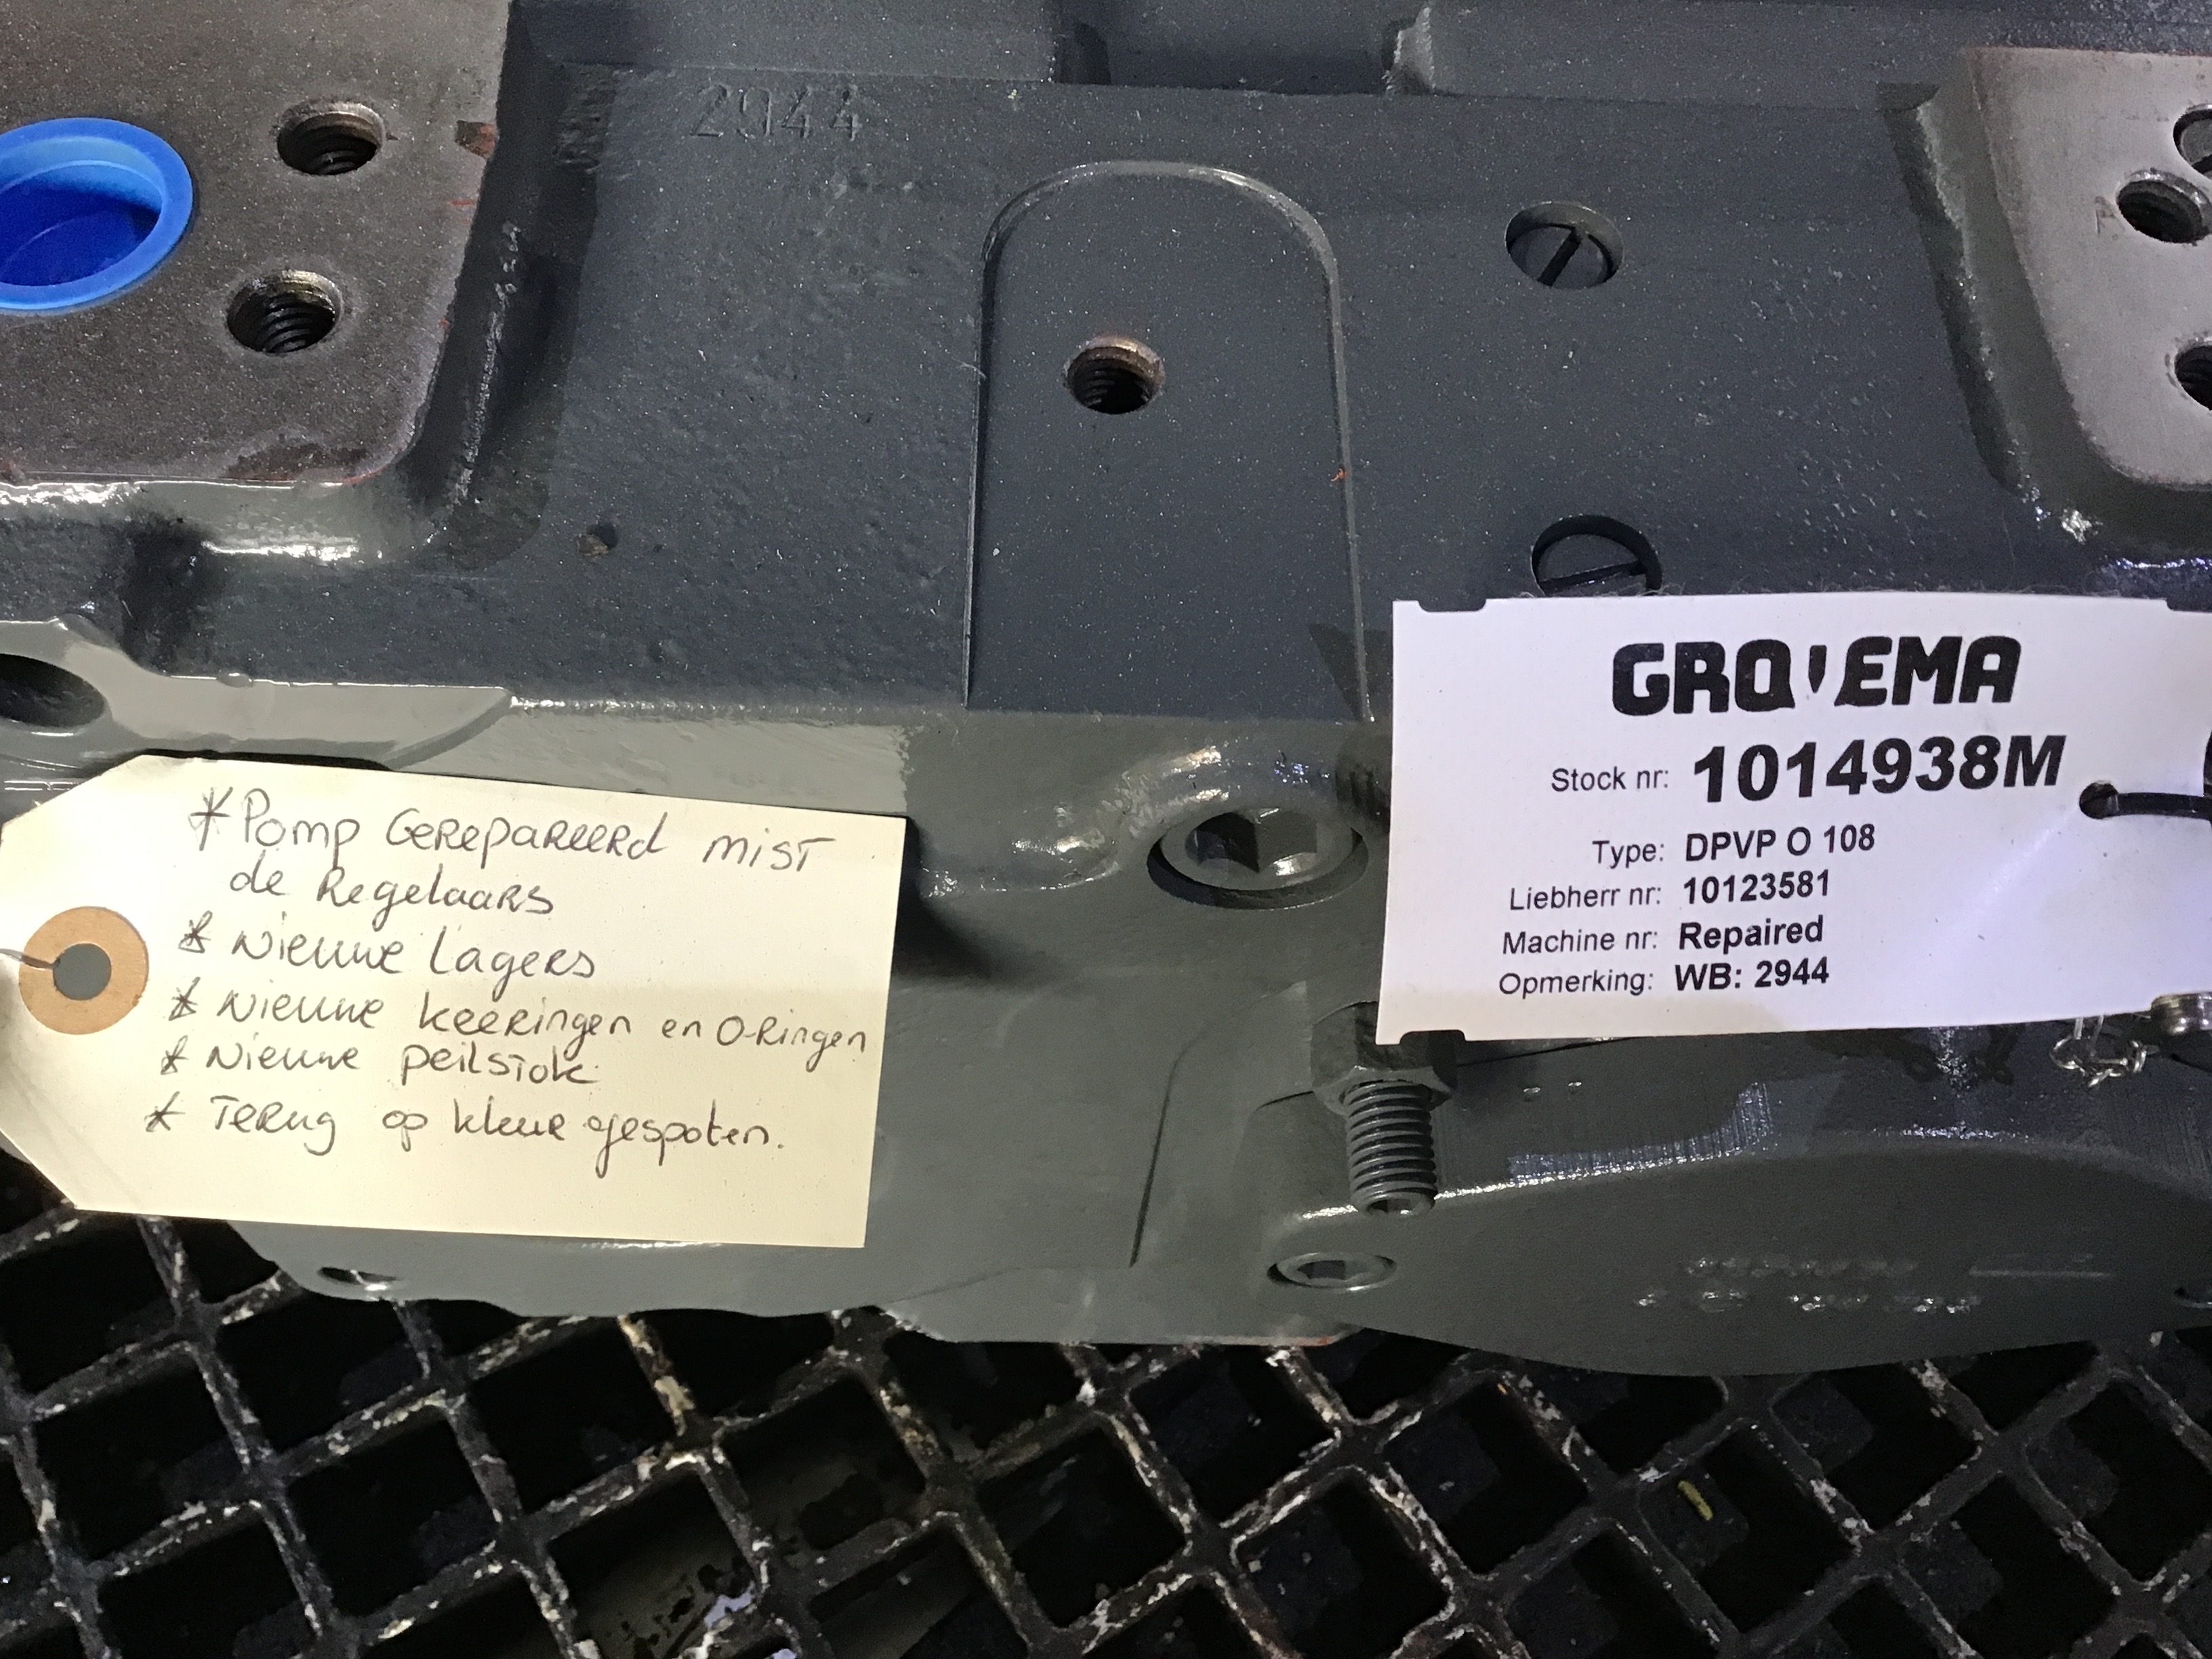 2944
* Pomp Gerepareerd mist
de Regelaars
* Nieuwe Lagers
* Nieuwe keeringen en O-Ringen
* Nieuwe peilstok
* Terug op kleur gespoten.
GROVEMA
Stock nr: 1014938M
Type: DPVP O 108
Liebherr nr: 10123581
Machine nr: Repaired
Opmerking: WB: 2944